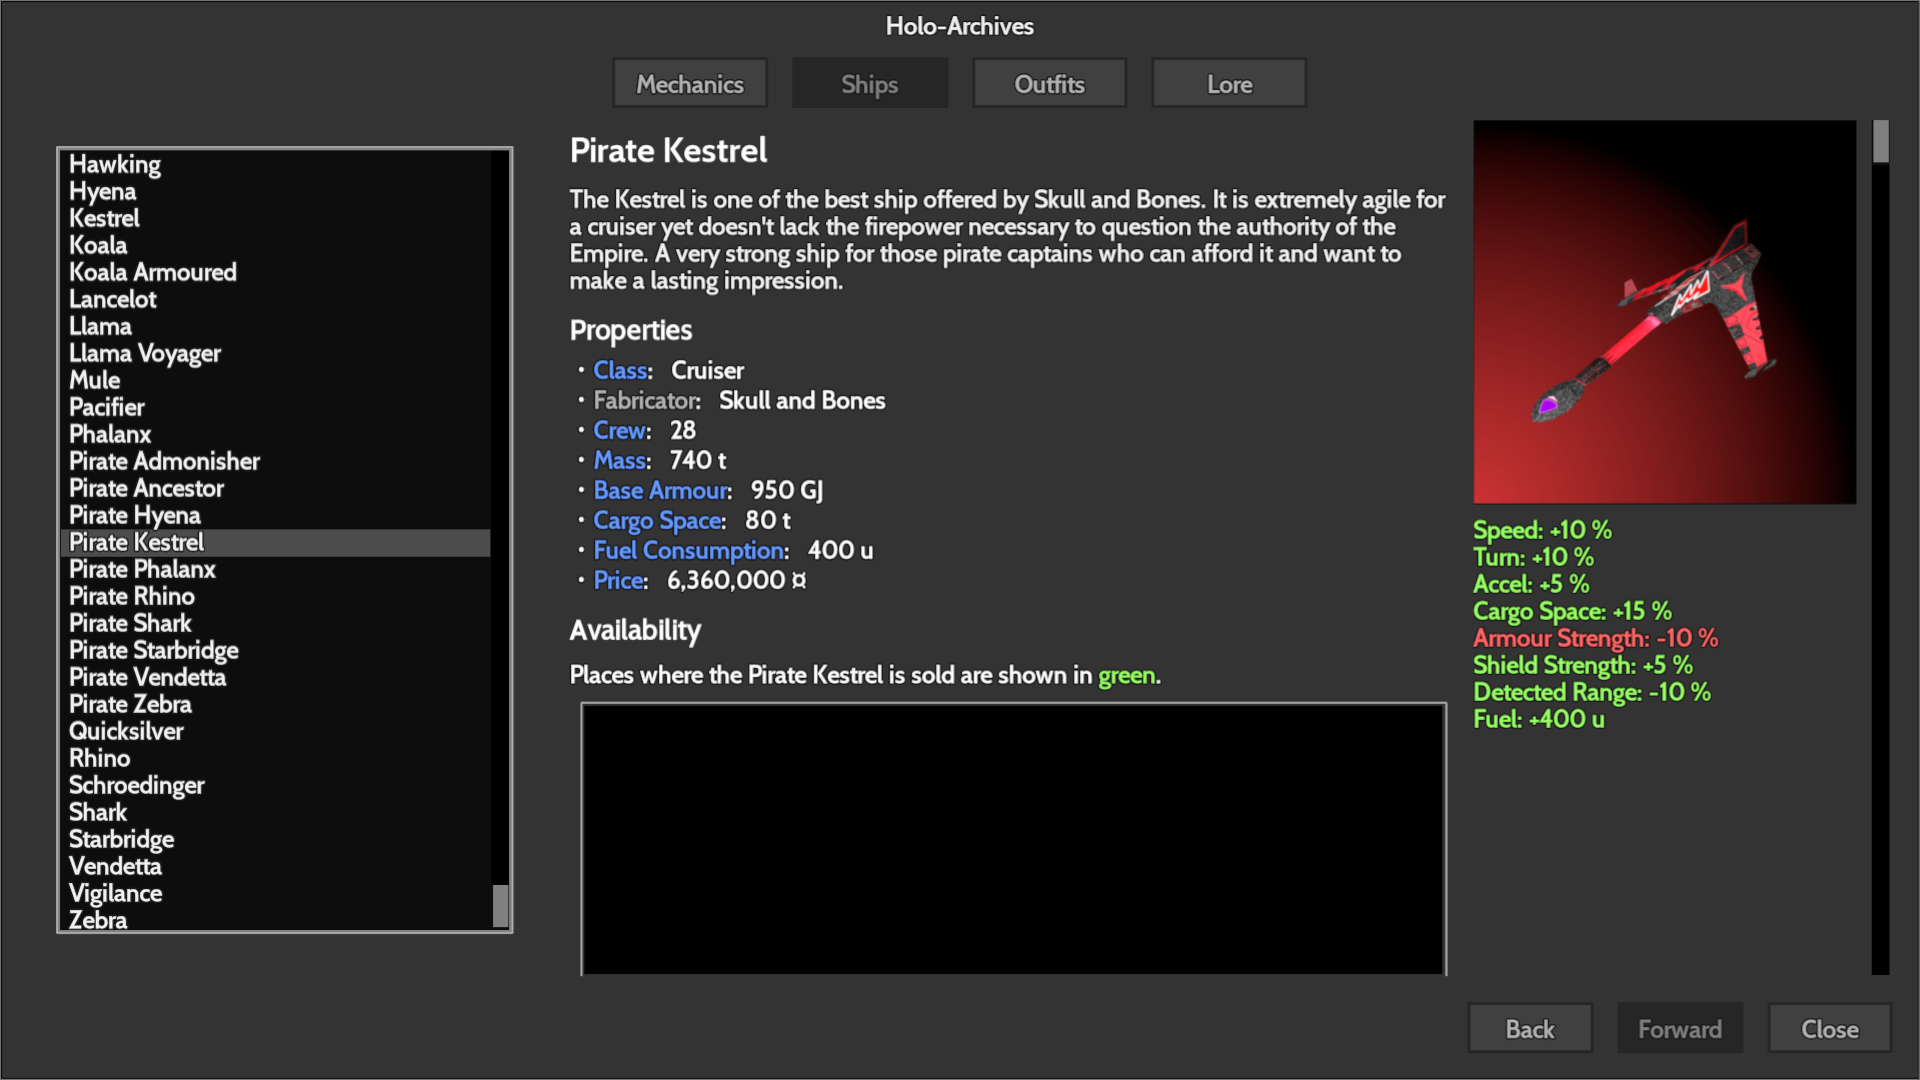 Holo-Archives
Mechanics
Ships
Outfits
Lore
Hawking
Hyena
Kestrel
Koala
Koala Armoured
Lancelot
Llama
Llama Voyager
Mule
Pacifier
Phalanx
Pirate Admonisher
Pirate Ancestor
Pirate Hyena
Pirate Kestrel
Pirate Phalanx
Pirate Rhino
Pirate Shark
Pirate Starbridge
Pirate Vendetta
Pirate Zebra
Quicksilver
Rhino
Schroedinger
Shark
Starbridge
Vendetta
Vigilance
Zebra
Pirate Kestrel
The Kestrel is one of the best ship offered by Skull and Bones. It is extremely agile for
a cruiser yet doesn't lack the firepower necessary to question the authority of the
Empire. A very strong ship for those pirate captains who can afford it and want to
make a lasting impression.
Properties
• Class: Cruiser
• Fabricator: Skull and Bones
• Crew: 28
• Mass: 740 t
• Base Armour: 950 GJ
• Cargo Space: 80 t
• Fuel Consumption: 400 u
• Price: 6,360,000 ¤
Availability
Places where the Pirate Kestrel is sold are shown in green.
Speed: +10 %
Turn: +10 %
Accel: +5 %
Cargo Space: +15 %
Armour Strength: -10 %
Shield Strength: +5 %
Detected Range: -10 %
Fuel: +400 u
Back
Forward
Close